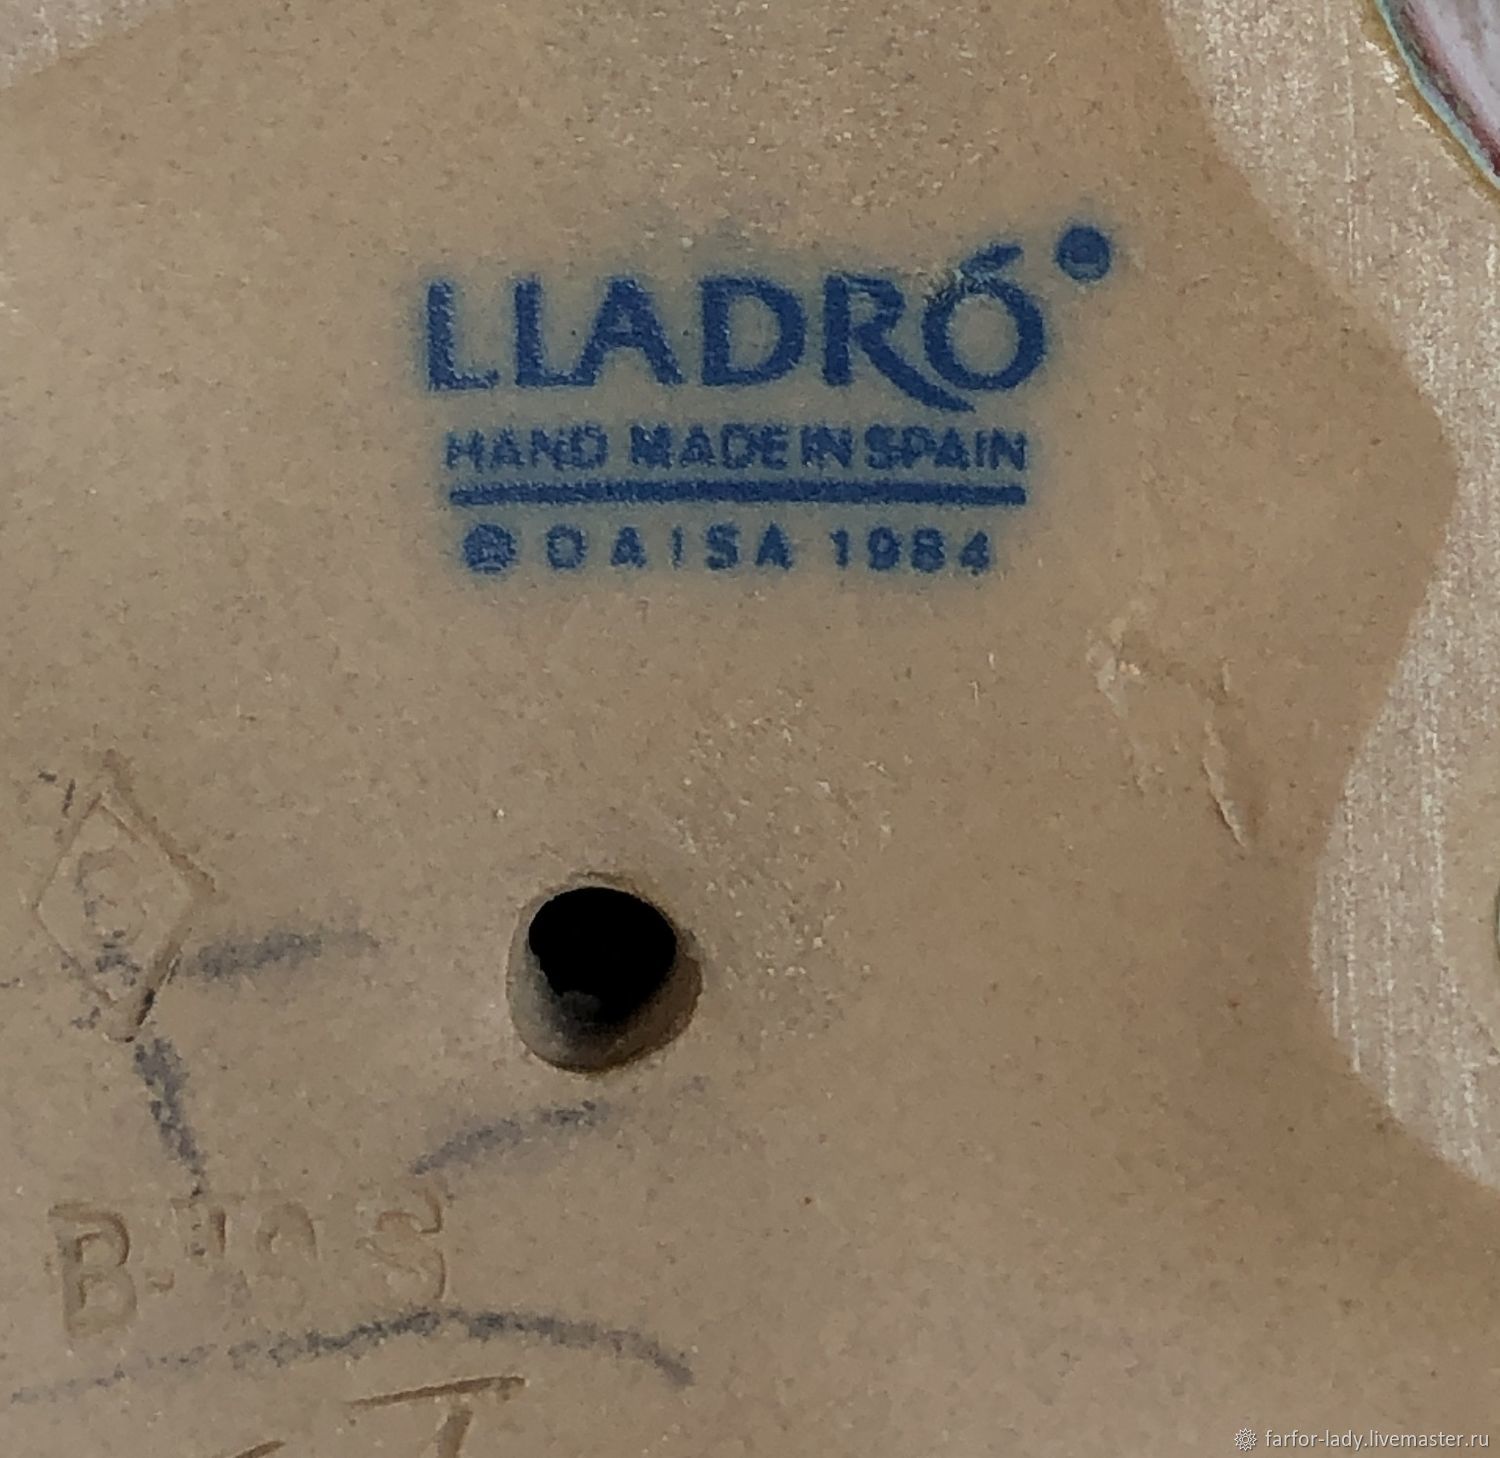 LLADRÓ
HAND MADE IN SPAIN
© DAISA 1984
farfor-lady.livemaster.ru